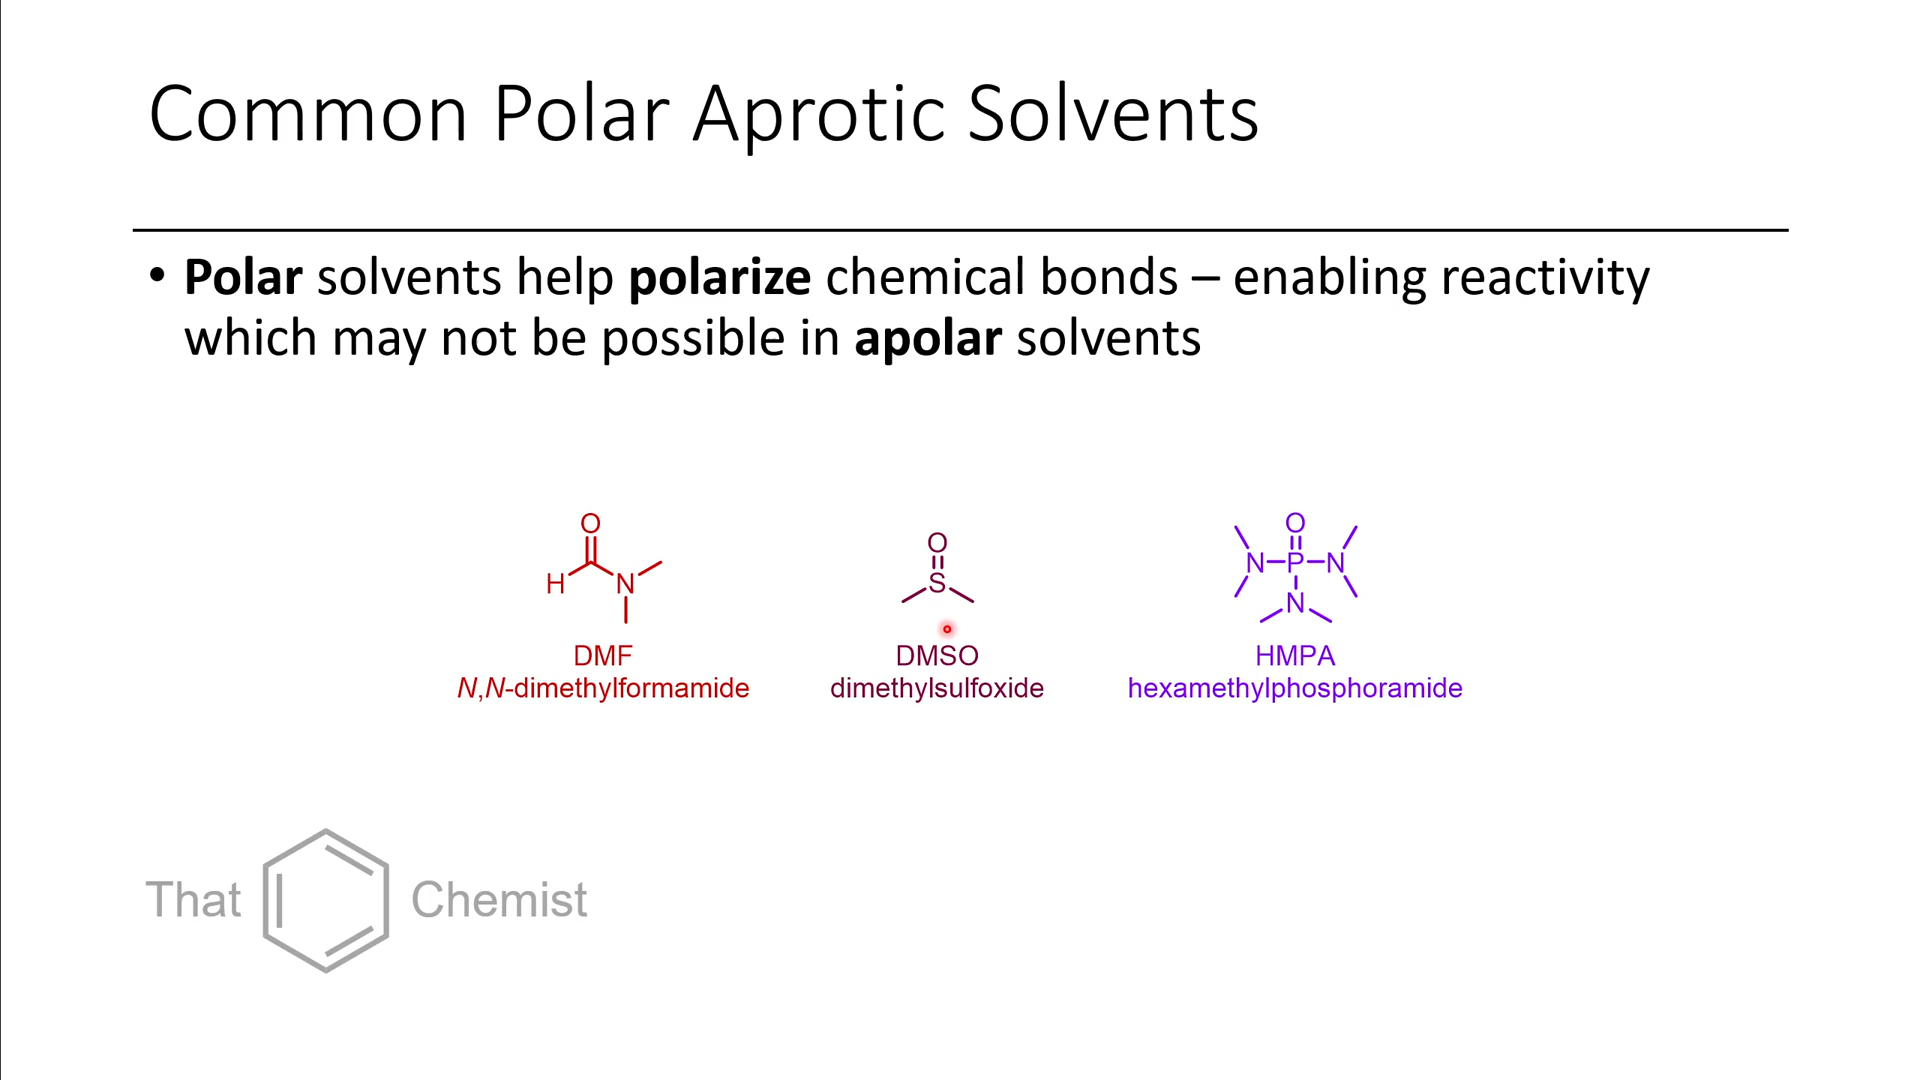 Common Polar Aprotic Solvents
• Polar solvents help polarize chemical bonds – enabling reactivity
which may not be possible in apolar solvents
O
H
N
DMF
N,N-dimethylformamide
O
S
DMSO
dimethylsulfoxide
O
N P N
N
HMPA
hexamethylphosphoramide
That Chemist